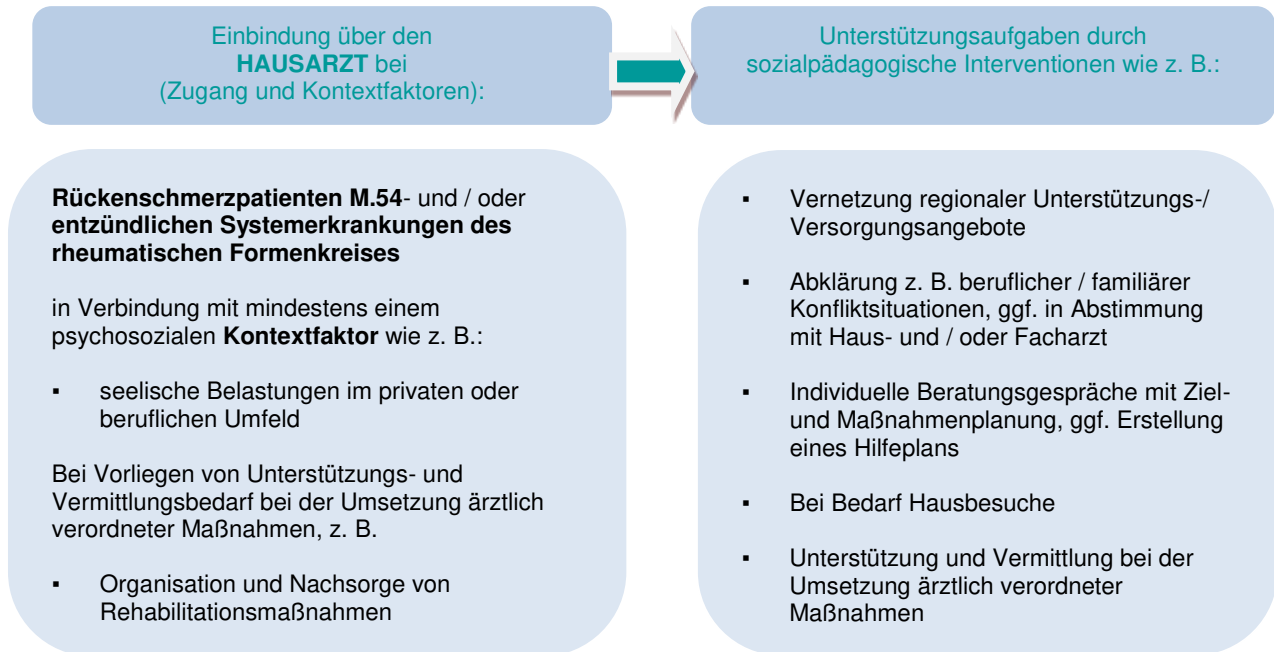 Einbindung über den
HAUSARZT bei
(Zugang und Kontextfaktoren):
Unterstützungsaufgaben durch
sozialpädagogische Interventionen wie z. B.:
Rückenschmerzpatienten M.54- und / oder
entzündlichen Systemerkrankungen des
rheumatischen Formenkreises
in Verbindung mit mindestens einem
psychosozialen Kontextfaktor wie z. B.:
▪ seelische Belastungen im privaten oder
beruflichen Umfeld
Bei Vorliegen von Unterstützungs- und
Vermittlungsbedarf bei der Umsetzung ärztlich
verordneter Maßnahmen, z. B.
▪ Organisation und Nachsorge von
Rehabilitationsmaßnahmen
▪ Vernetzung regionaler Unterstützungs-/
Versorgungsangebote
▪ Abklärung z. B. beruflicher / familiärer
Konfliktsituationen, ggf. in Abstimmung
mit Haus- und / oder Facharzt
▪ Individuelle Beratungsgespräche mit Ziel-
und Maßnahmenplanung, ggf. Erstellung
eines Hilfeplans
▪ Bei Bedarf Hausbesuche
▪ Unterstützung und Vermittlung bei der
Umsetzung ärztlich verordneter
Maßnahmen